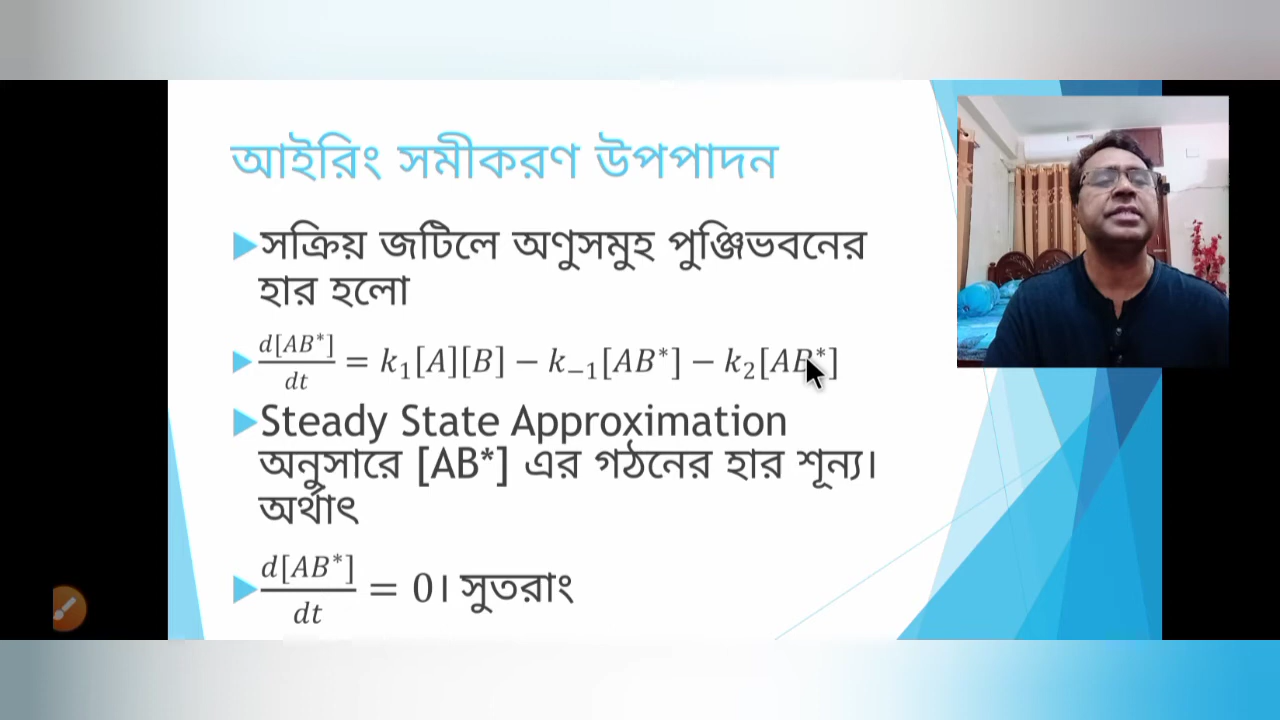 আইরিং সমীকরণ উপপাদন
সক্রিয় জটিলে অণুসমুহ পুঞ্জিভবনের
হার হলো
d[AB*]/dt = k₁[A][B] − k₋₁[AB*] − k₂[AB*]
Steady State Approximation
অনুসারে [AB*] এর গঠনের হার শূন্য।
অর্থাৎ
d[AB*]/dt = 0। সুতরাং